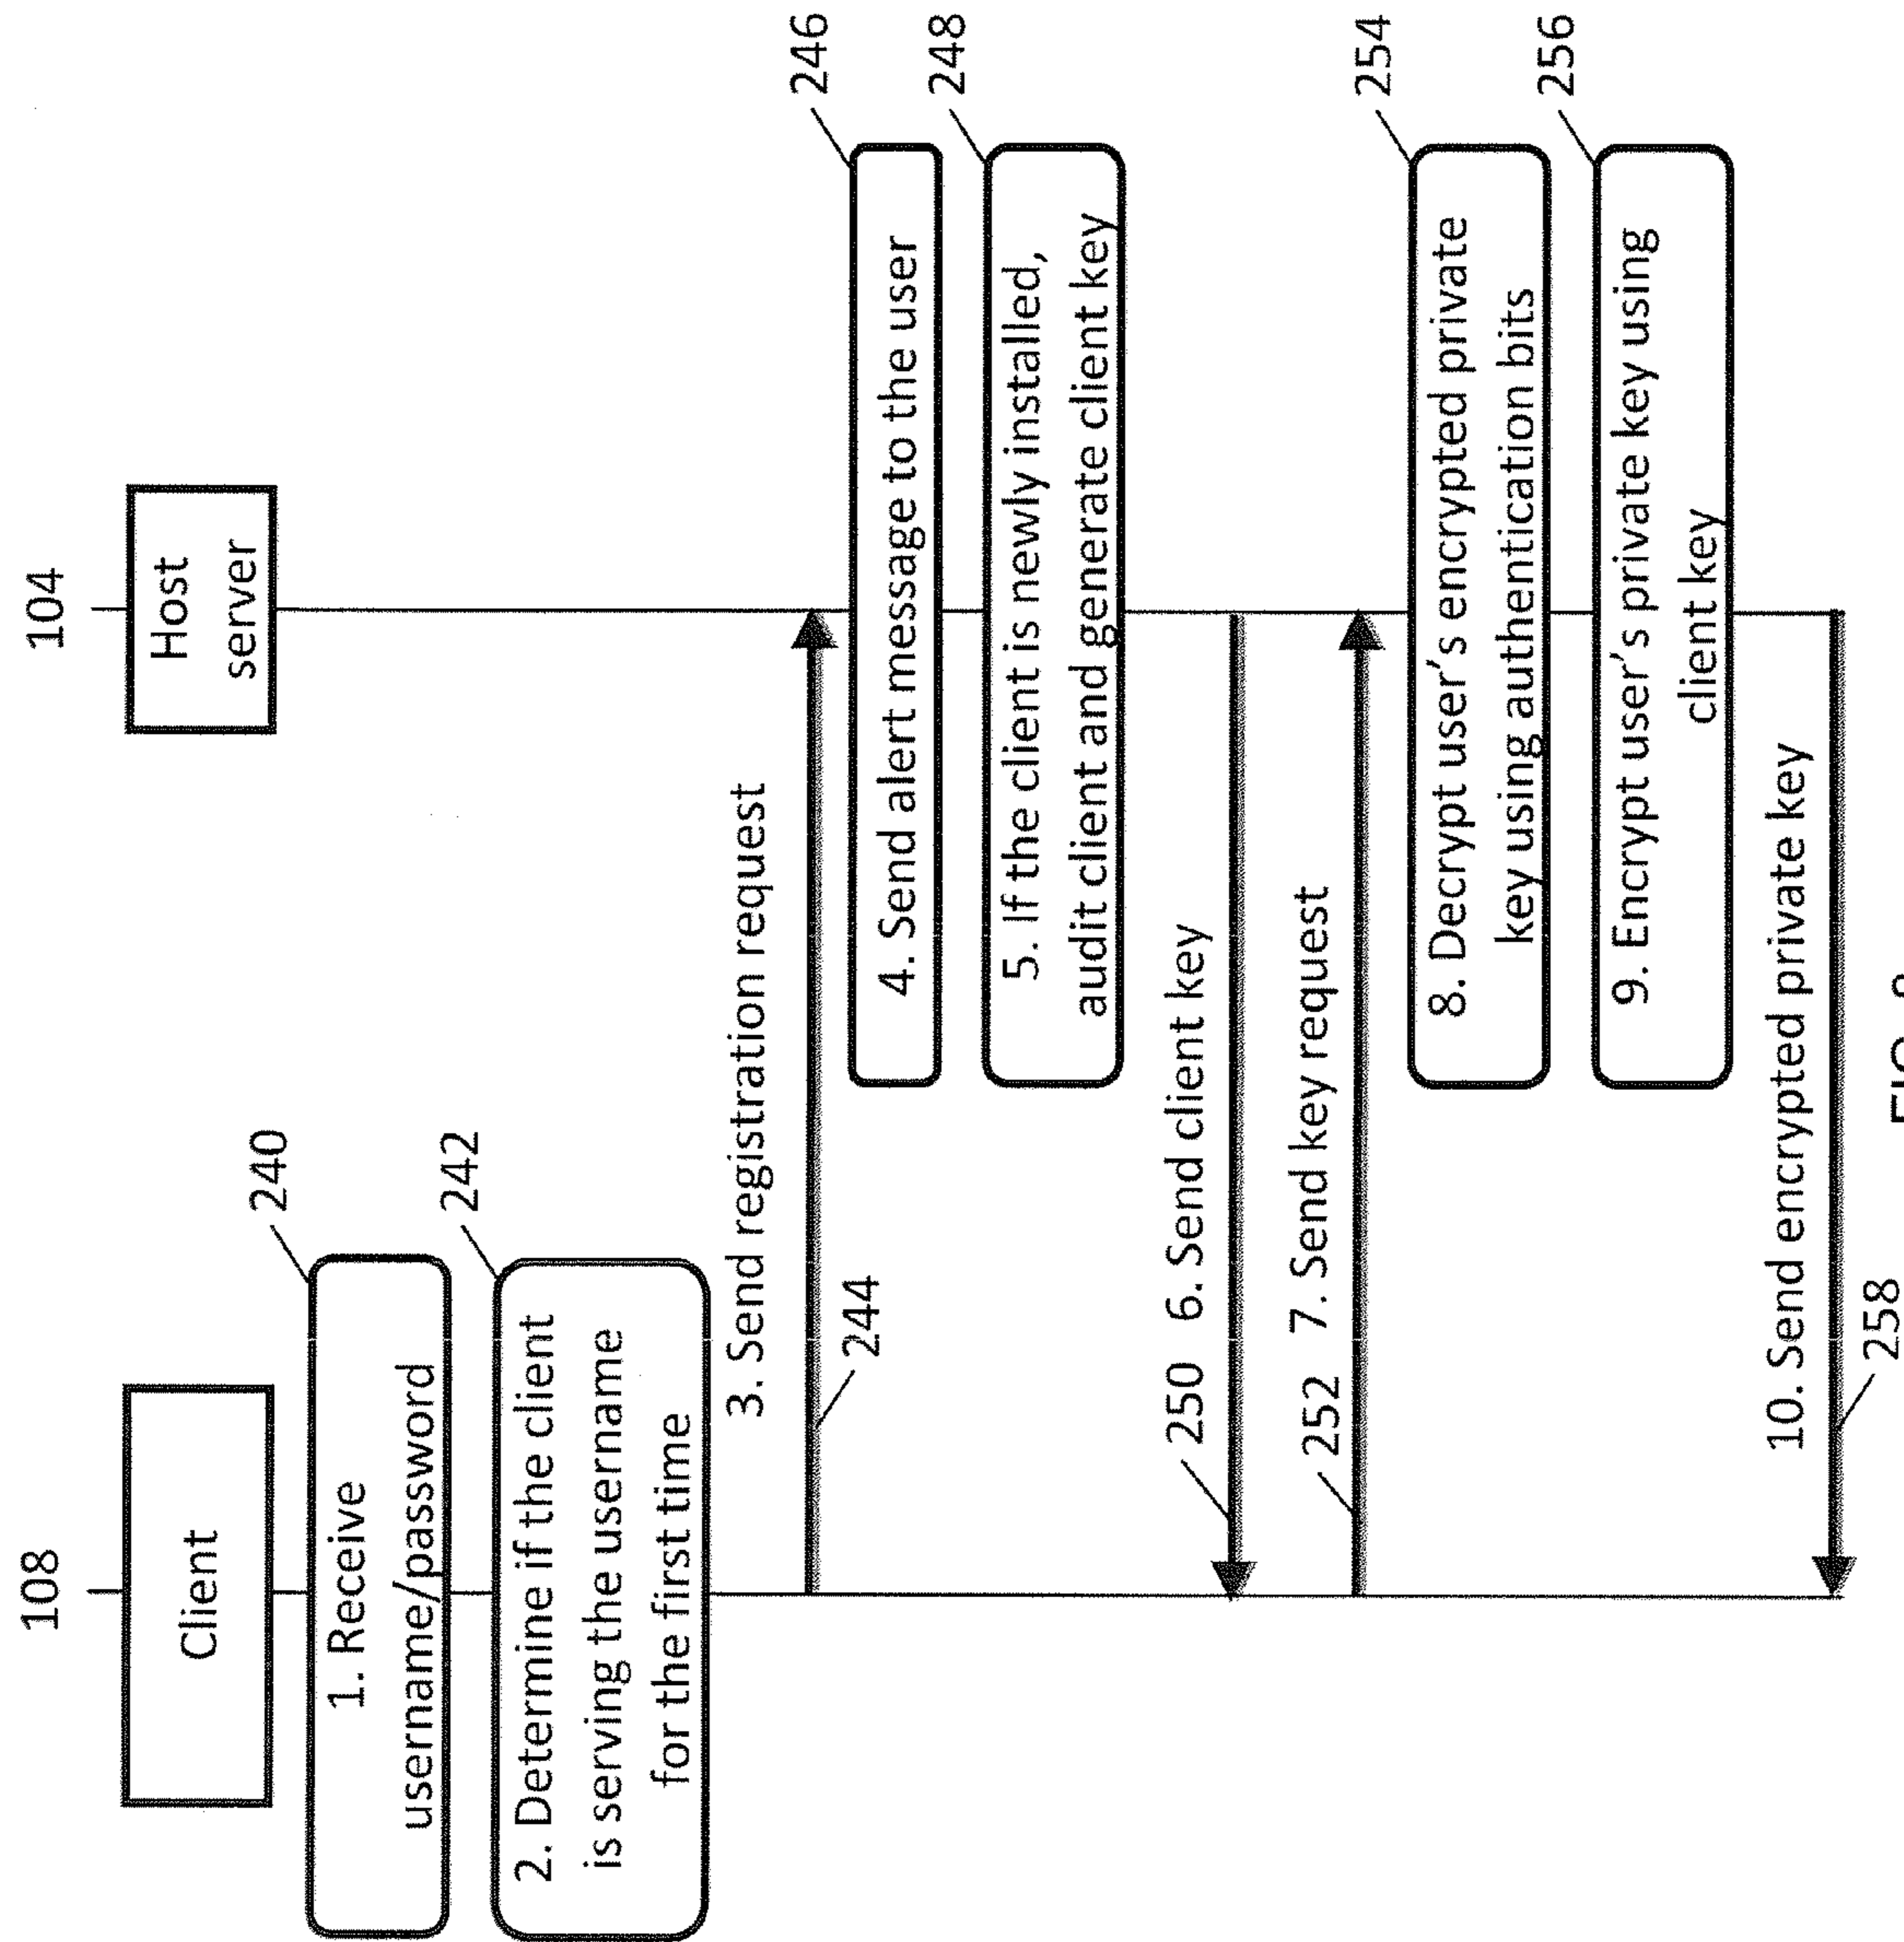 108
104
Client
Host
server
1. Receive
username/password
240
2. Determine if the client
is serving the username
for the first time
242
3. Send registration request
244
4. Send alert message to the user
246
5. If the client is newly installed,
audit client and generate client key
248
250
6. Send client key
252
7. Send key request
8. Decrypt user's encrypted private
key using authentication bits
254
9. Encrypt user's private key using
client key
256
10. Send encrypted private key
258